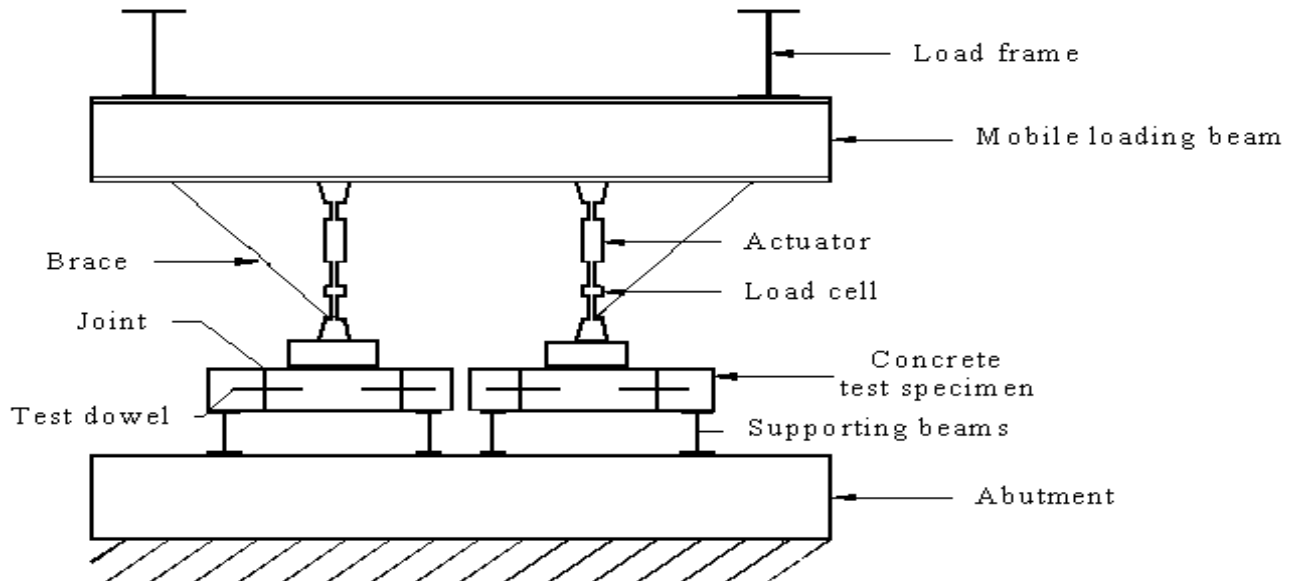 Load frame
Mobile loading beam
Actuator
Brace
Load cell
Joint
Concrete
test specimen
Test dowel
Supporting beams
Abutment